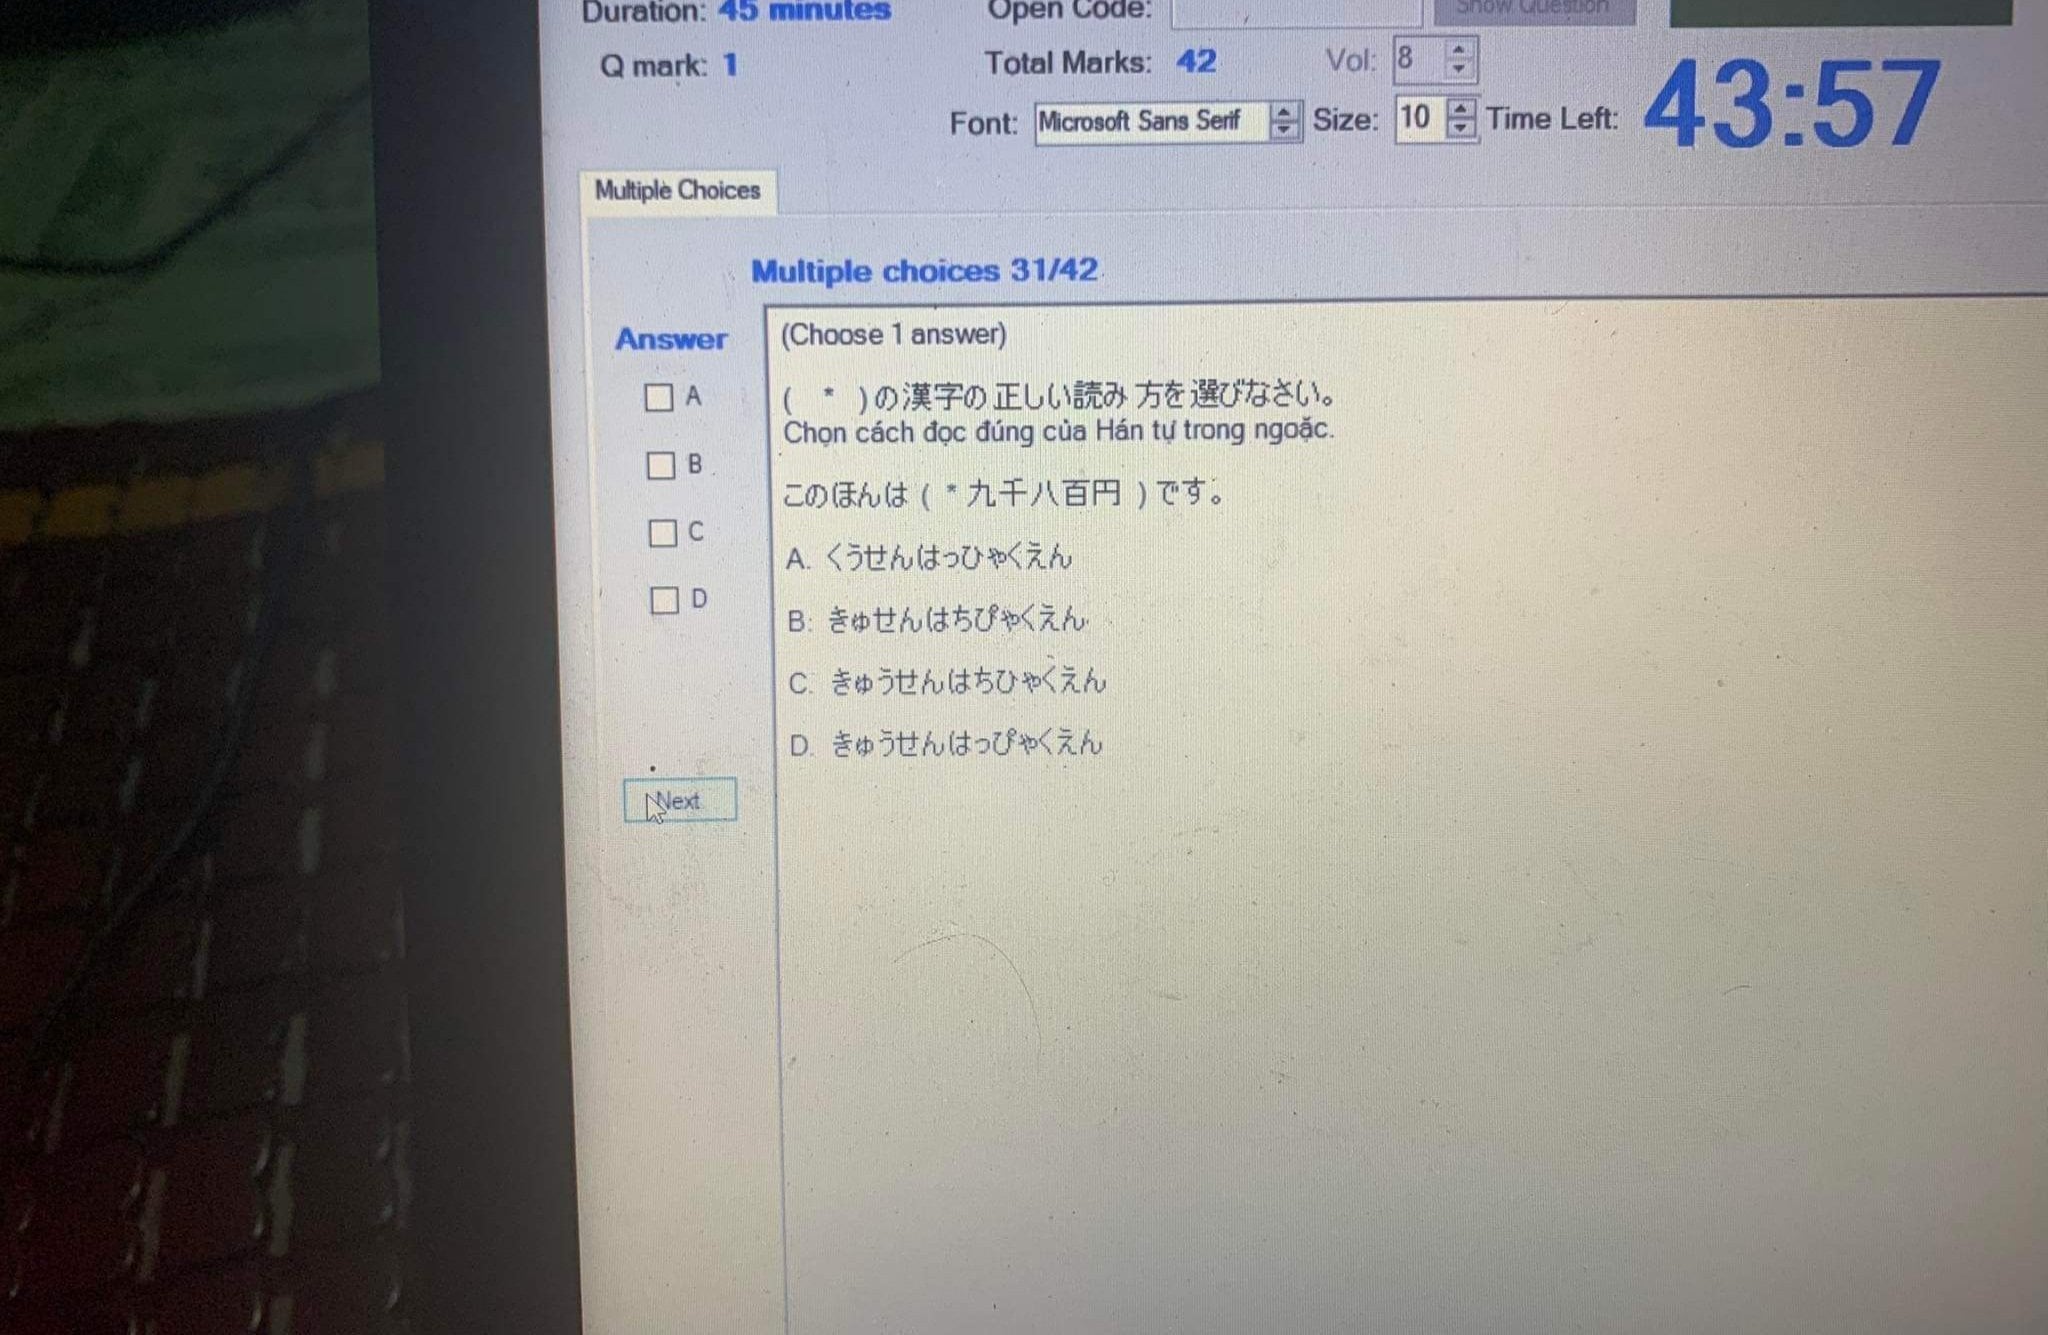 Duration: 45 minutes
Open Code:
Show Question
Q mark: 1
Total Marks: 42
Vol: 8
Font: Microsoft Sans Serif
Size: 10
Time Left: 43:57
Multiple Choices
Multiple choices 31/42
Answer
A
B
C
D
Next
(Choose 1 answer)
( * )の漢字の正しい読み方を選びなさい。
Chọn cách đọc đúng của Hán tự trong ngoặc.
このほんは ( * 九千八百円 ) です。
A. くうせんはっひゃくえん
B. きゅせんはちぴゃくえん
C. きゅうせんはちひゃくえん
D. きゅうせんはっぴゃくえん